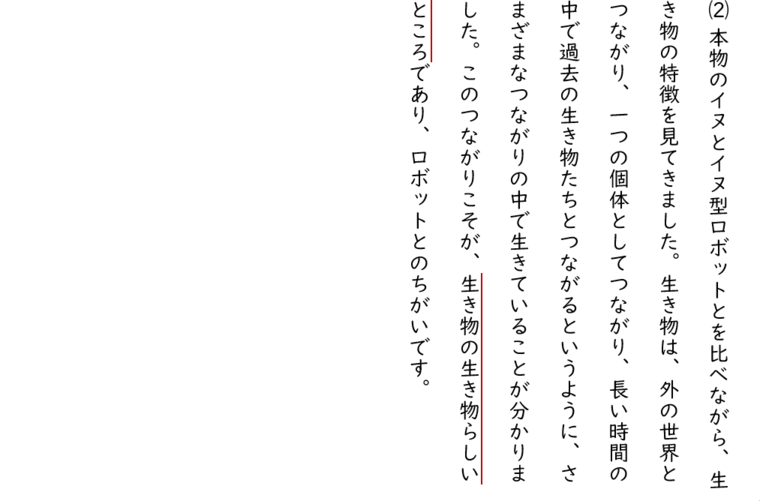 ⑵ 本物のイヌとイヌ型ロボットとを比べながら、生
き物の特徴を見てきました。生き物は、外の世界と
つながり、一つの個体としてつながり、長い時間の
中で過去の生き物たちとつながるというように、さ
まざまなつながりの中で生きていることが分かりま
した。このつながりこそが、生き物の生き物らしい
ところであり、ロボットとのちがいです。